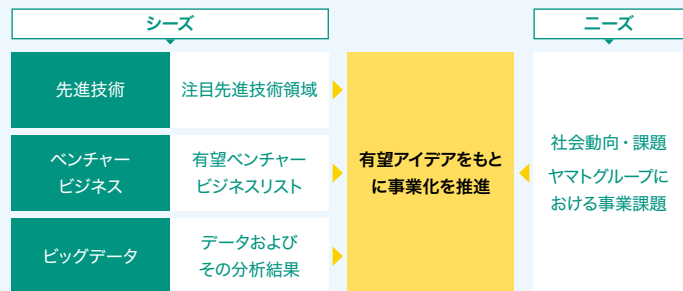 シーズ
ニーズ
先進技術
注目先進技術領域
ベンチャー
ビジネス
有望ベンチャー
ビジネスリスト
ビッグデータ
データおよび
その分析結果
有望アイデアをもと
に事業化を推進
社会動向・課題
ヤマトグループに
おける事業課題